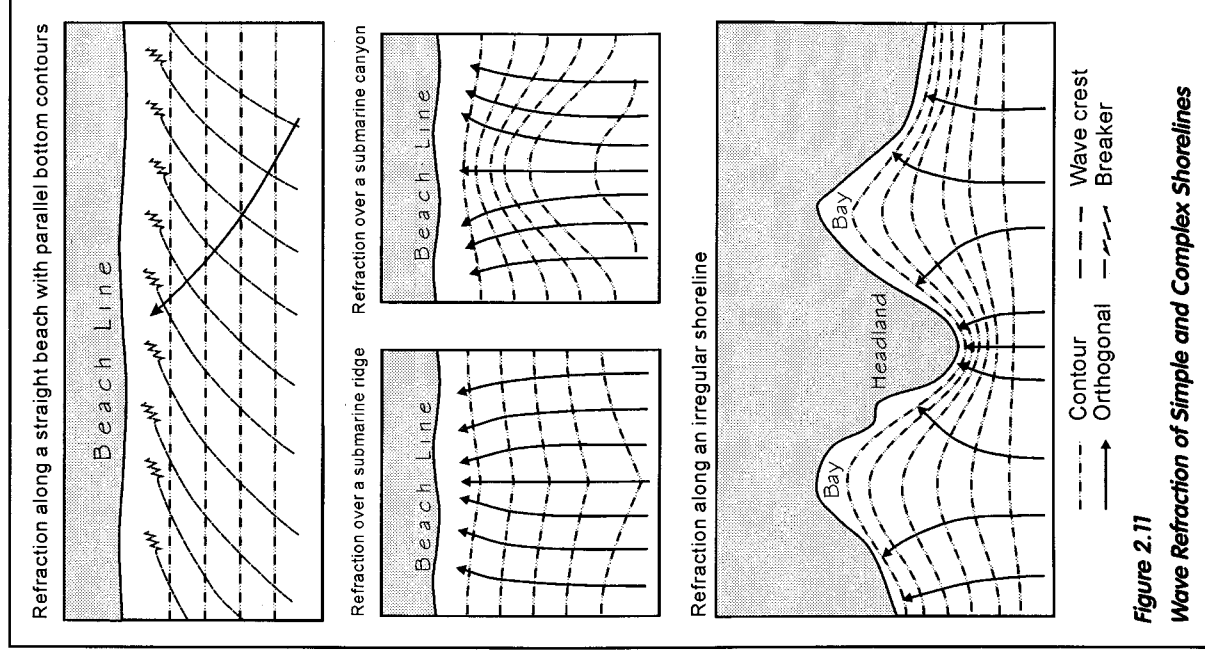 Refraction along a straight beach with parallel bottom contours
Beach Line
Refraction over a submarine ridge
Beach Line
Refraction over a submarine canyon
Beach Line
Refraction along an irregular shoreline
Bay
Headland
Bay
Contour
Orthogonal
Wave crest
Breaker
Figure 2.11
Wave Refraction of Simple and Complex Shorelines